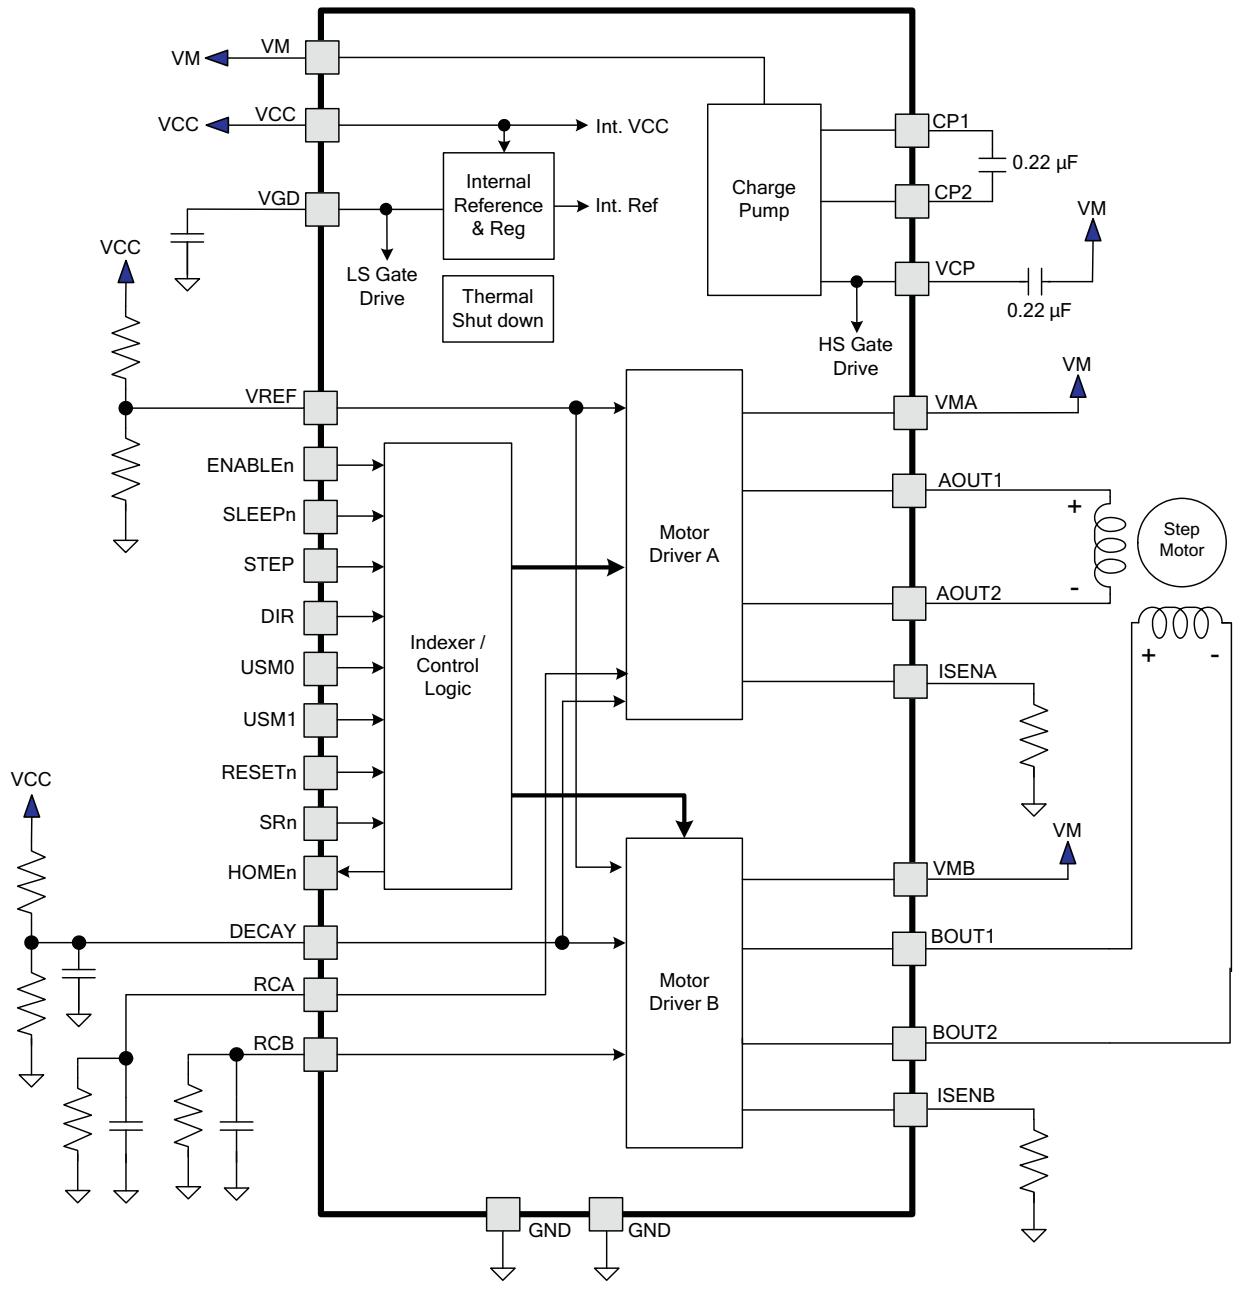 VM
VM
VCC
VCC
Int. VCC
Internal
Reference
& Reg
Int. Ref
VGD
LS Gate
Drive
Thermal
Shut down
Charge
Pump
CP1
0.22 µF
CP2
VM
VCP
0.22 µF
HS Gate
Drive
VCC
VREF
ENABLEn
SLEEPn
STEP
DIR
USM0
USM1
RESETn
SRn
HOMEn
Indexer /
Control
Logic
Motor
Driver A
VM
VMA
AOUT1
+
-
Step
Motor
AOUT2
+
-
ISENA
VCC
DECAY
RCA
RCB
Motor
Driver B
VM
VMB
BOUT1
BOUT2
ISENB
GND
GND